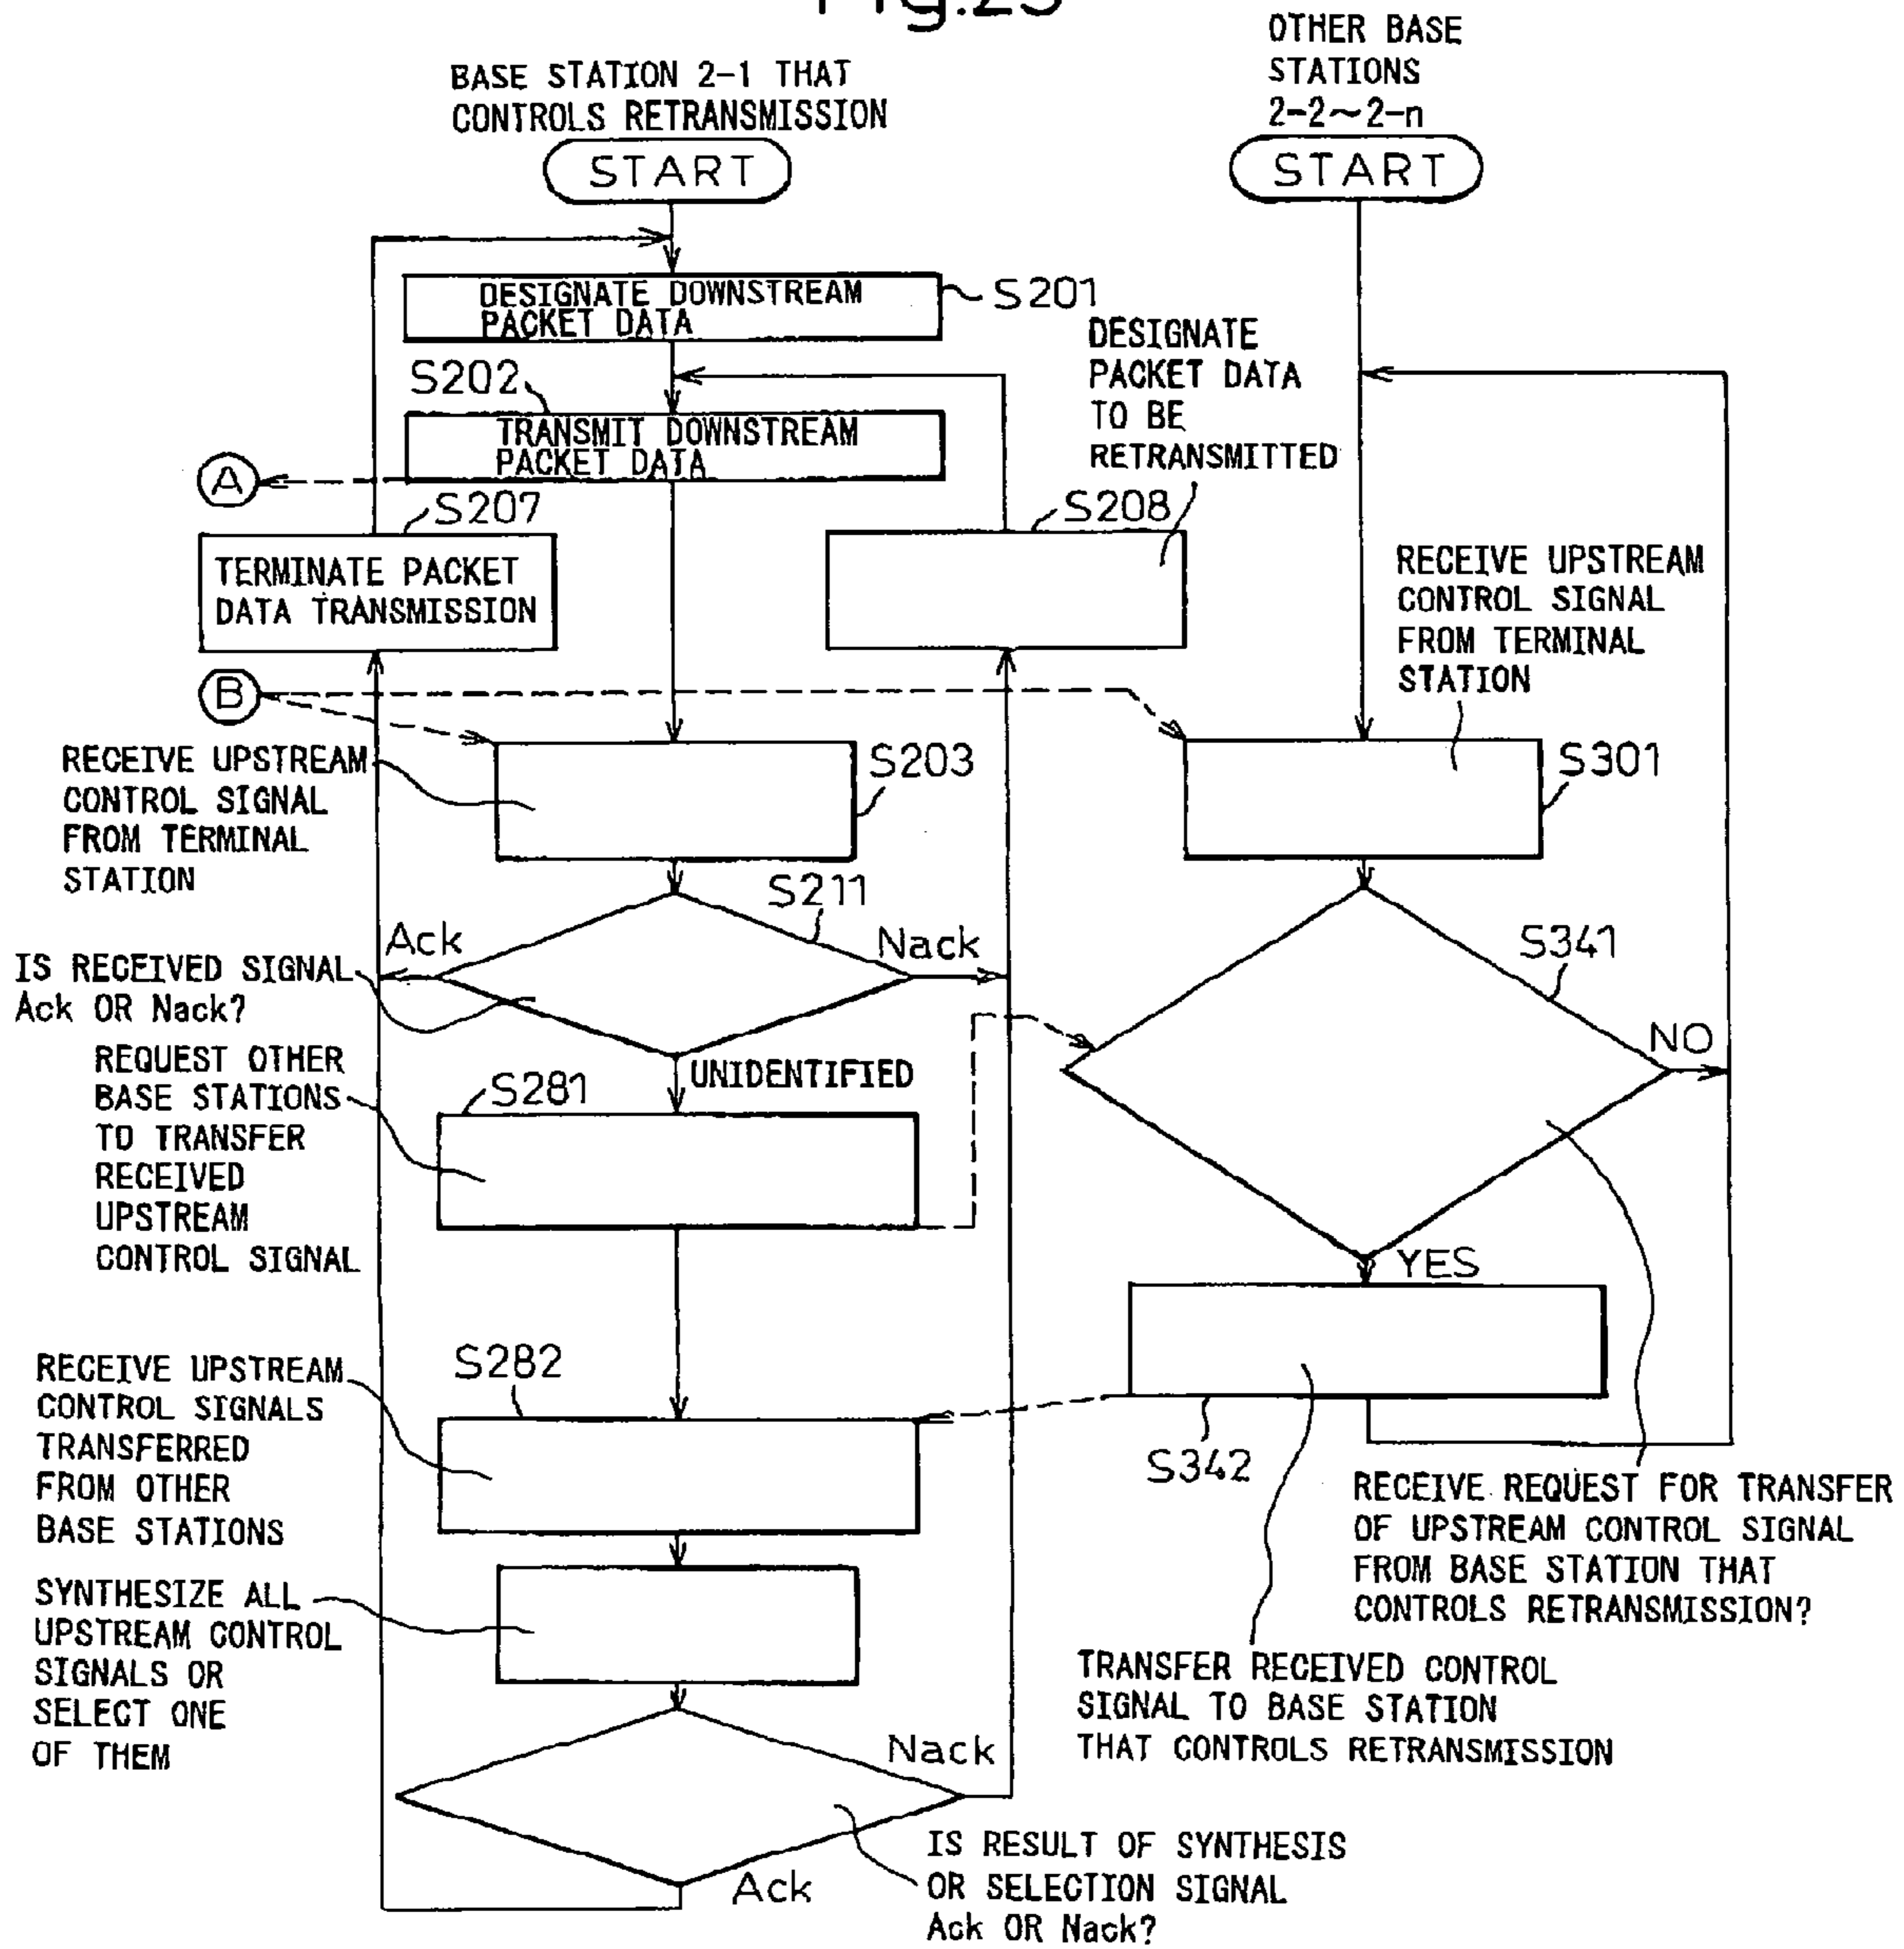 Fig.23
BASE STATION 2-1 THAT
CONTROLS RETRANSMISSION
START
OTHER BASE
STATIONS
2-2~2-n
START
DESIGNATE DOWNSTREAM
PACKET DATA
S201
S202
TRANSMIT DOWNSTREAM
PACKET DATA
DESIGNATE
PACKET DATA
TO BE
RETRANSMITTED
A
S207
TERMINATE PACKET
DATA TRANSMISSION
S208
B
RECEIVE UPSTREAM
CONTROL SIGNAL
FROM TERMINAL
STATION
S203
RECEIVE UPSTREAM
CONTROL SIGNAL
FROM TERMINAL
STATION
S301
S211
Ack
Nack
IS RECEIVED SIGNAL
Ack OR Nack?
UNIDENTIFIED
S341
NO
REQUEST OTHER
BASE STATIONS
TO TRANSFER
RECEIVED
UPSTREAM
CONTROL SIGNAL
S281
YES
RECEIVE UPSTREAM
CONTROL SIGNALS
TRANSFERRED
FROM OTHER
BASE STATIONS
S282
S342
RECEIVE REQUEST FOR TRANSFER
OF UPSTREAM CONTROL SIGNAL
FROM BASE STATION THAT
CONTROLS RETRANSMISSION?
SYNTHESIZE ALL
UPSTREAM CONTROL
SIGNALS OR
SELECT ONE
OF THEM
TRANSFER RECEIVED CONTROL
SIGNAL TO BASE STATION
THAT CONTROLS RETRANSMISSION
Nack
Ack
IS RESULT OF SYNTHESIS
OR SELECTION SIGNAL
Ack OR Nack?